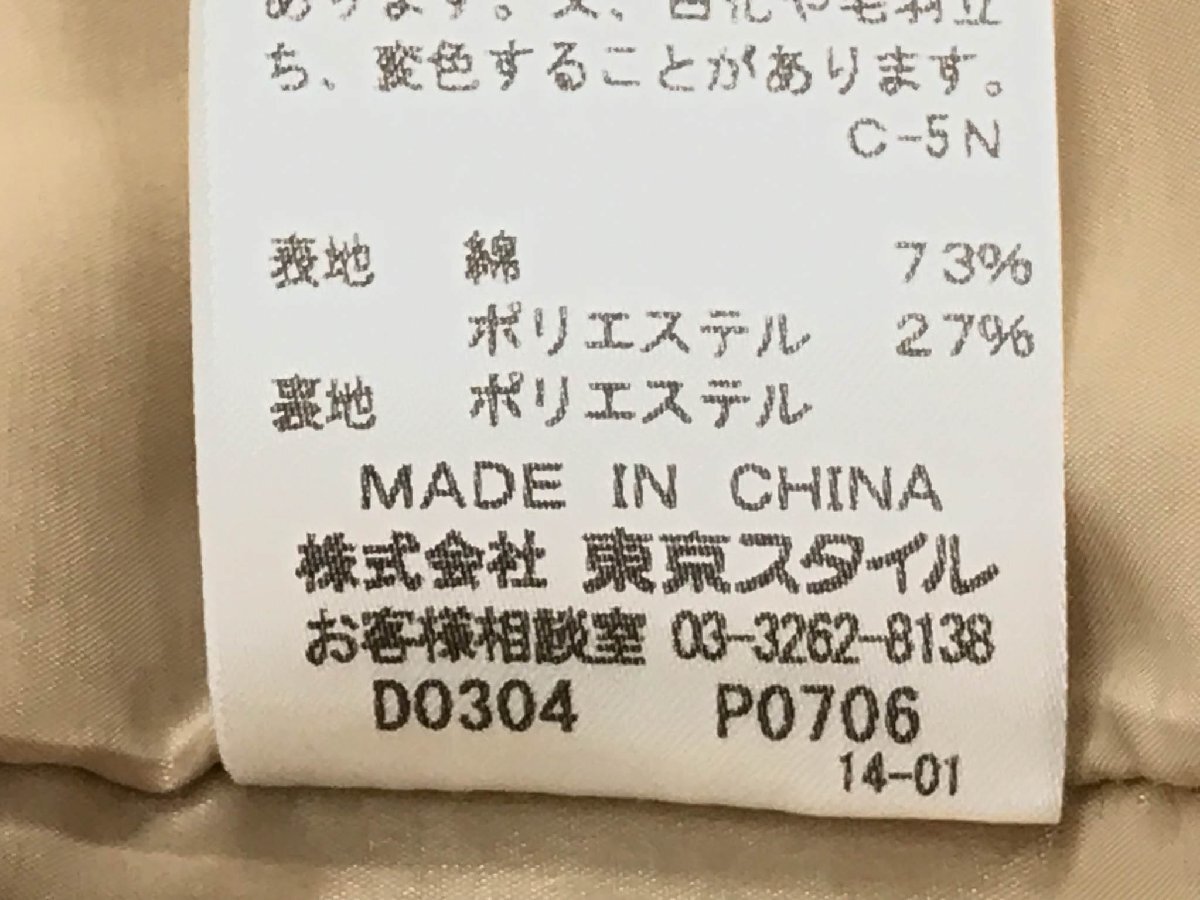 あります。又、白化や毛羽立
ち、変色することがあります。
C-5N
表地 綿 73%
ポリエステル 27%
裏地 ポリエステル
MADE IN CHINA
株式会社 東京スタイル
お客様相談室 03-3262-8138
D0304 P0706
14-01